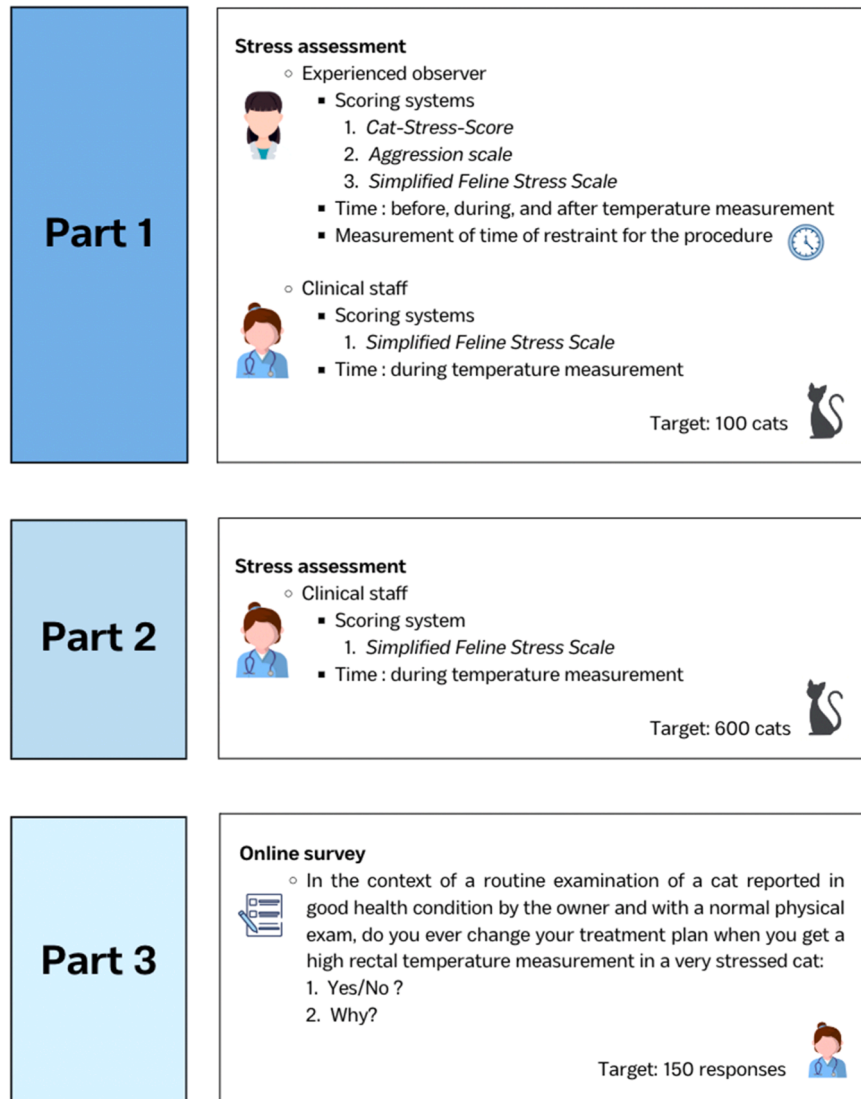 Part 1
Stress assessment
○ Experienced observer
▪ Scoring systems
1. Cat-Stress-Score
2. Aggression scale
3. Simplified Feline Stress Scale
▪ Time : before, during, and after temperature measurement
▪ Measurement of time of restraint for the procedure
○ Clinical staff
▪ Scoring systems
1. Simplified Feline Stress Scale
▪ Time : during temperature measurement
Target: 100 cats
Part 2
Stress assessment
○ Clinical staff
▪ Scoring system
1. Simplified Feline Stress Scale
▪ Time : during temperature measurement
Target: 600 cats
Part 3
Online survey
○ In the context of a routine examination of a cat reported in
good health condition by the owner and with a normal physical
exam, do you ever change your treatment plan when you get a
high rectal temperature measurement in a very stressed cat:
1. Yes/No ?
2. Why?
Target: 150 responses